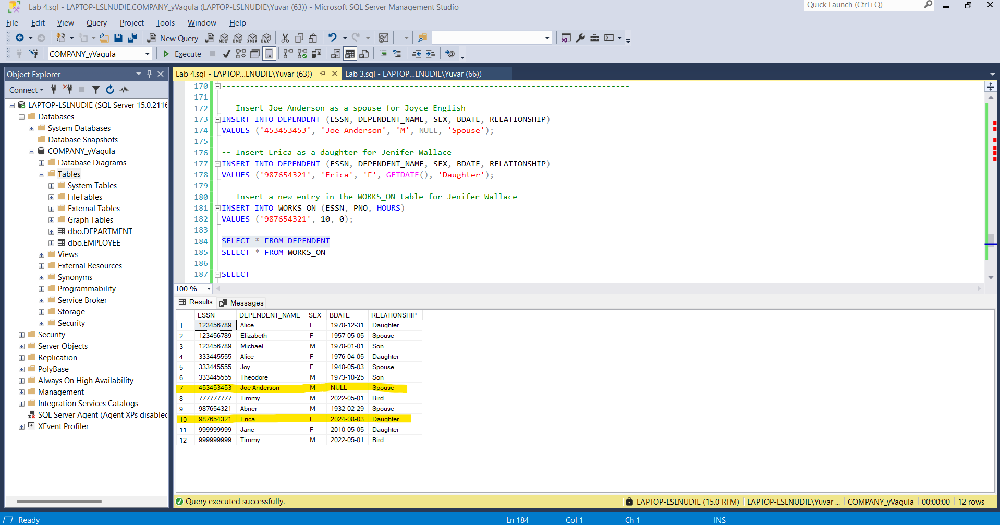 Lab 4.sql - LAPTOP-LSLNUDIE.COMPANY_yVagula (LAPTOP-LSLNUDIE\Yuvar (63)) - Microsoft SQL Server Management Studio
Quick Launch (Ctrl+Q)
File Edit View Query Project Tools Window Help
New Query MDX DMX XMLA DAX
COMPANY_yVagula Execute
Object Explorer
Connect
LAPTOP-LSLNUDIE (SQL Server 15.0.2116
Databases
System Databases
Database Snapshots
COMPANY_yVagula
Database Diagrams
Tables
System Tables
FileTables
External Tables
Graph Tables
dbo.DEPARTMENT
dbo.EMPLOYEE
Views
External Resources
Synonyms
Programmability
Service Broker
Storage
Security
Security
Server Objects
Replication
PolyBase
Always On High Availability
Management
Integration Services Catalogs
SQL Server Agent (Agent XPs disabled
XEvent Profiler
Lab 4.sql - LAPTOP...LNUDIE\Yuvar (63)) Lab 3.sql - LAPTOP...LNUDIE\Yuvar (66))
170 ---------------------------------------------------------------------------------------
171
172 -- Insert Joe Anderson as a spouse for Joyce English
173 INSERT INTO DEPENDENT (ESSN, DEPENDENT_NAME, SEX, BDATE, RELATIONSHIP)
174 VALUES ('453453453', 'Joe Anderson', 'M', NULL, 'Spouse');
175
176 -- Insert Erica as a daughter for Jenifer Wallace
177 INSERT INTO DEPENDENT (ESSN, DEPENDENT_NAME, SEX, BDATE, RELATIONSHIP)
178 VALUES ('987654321', 'Erica', 'F', GETDATE(), 'Daughter');
179
180 -- Insert a new entry in the WORKS_ON table for Jenifer Wallace
181 INSERT INTO WORKS_ON (ESSN, PNO, HOURS)
182 VALUES ('987654321', 10, 0);
183
184 SELECT * FROM DEPENDENT
185 SELECT * FROM WORKS_ON
186
187 SELECT
100 %
Results Messages
ESSN DEPENDENT_NAME SEX BDATE RELATIONSHIP
1 123456789 Alice F 1978-12-31 Daughter
2 123456789 Elizabeth F 1957-05-05 Spouse
3 123456789 Michael M 1978-01-01 Son
4 333445555 Alice F 1976-04-05 Daughter
5 333445555 Joy F 1948-05-03 Spouse
6 333445555 Theodore M 1973-10-25 Son
7 453453453 Joe Anderson M NULL Spouse
8 777777777 Timmy M 2022-05-01 Bird
9 987654321 Abner M 1932-02-29 Spouse
10 987654321 Erica F 2024-08-03 Daughter
11 999999999 Jane F 2010-05-05 Daughter
12 999999999 Timmy M 2022-05-01 Bird
Query executed successfully. LAPTOP-LSLNUDIE (15.0 RTM) LAPTOP-LSLNUDIE\Yuvar ... COMPANY_yVagula 00:00:00 12 rows
Ready Ln 184 Col 1 Ch 1 INS